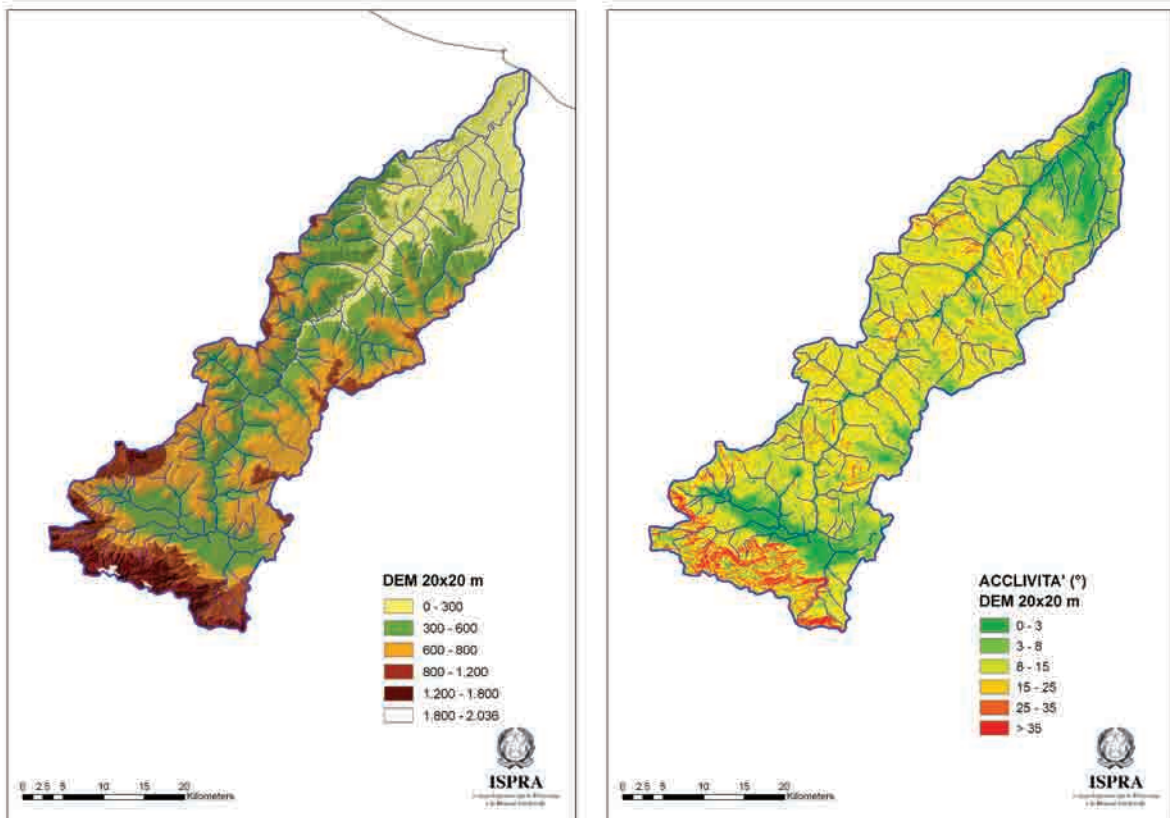 DEM 20x20 m
0 - 300
300 - 600
600 - 800
800 - 1.200
1.200 - 1.800
1.800 - 2.036
ISPRA
0 2.5 5 10 15 20
Kilometers
ACCLIVITA' (°)
DEM 20x20 m
0 - 3
3 - 8
8 - 15
15 - 25
25 - 35
> 35
ISPRA
0 2.5 5 10 15 20
Kilometers